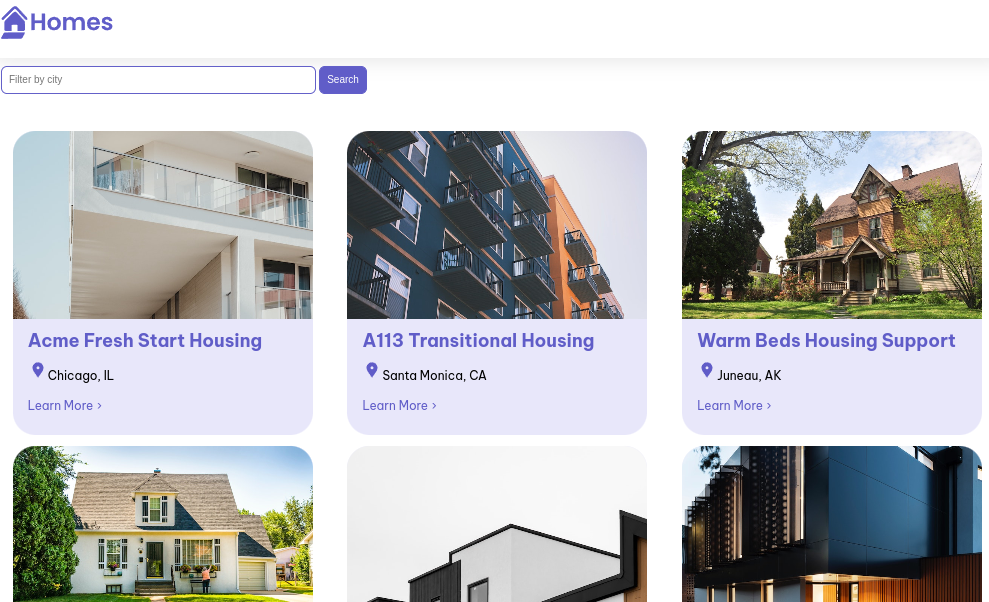 Homes
Filter by city
Search
Acme Fresh Start Housing
Chicago, IL
Learn More ›
A113 Transitional Housing
Santa Monica, CA
Learn More ›
Warm Beds Housing Support
Juneau, AK
Learn More ›